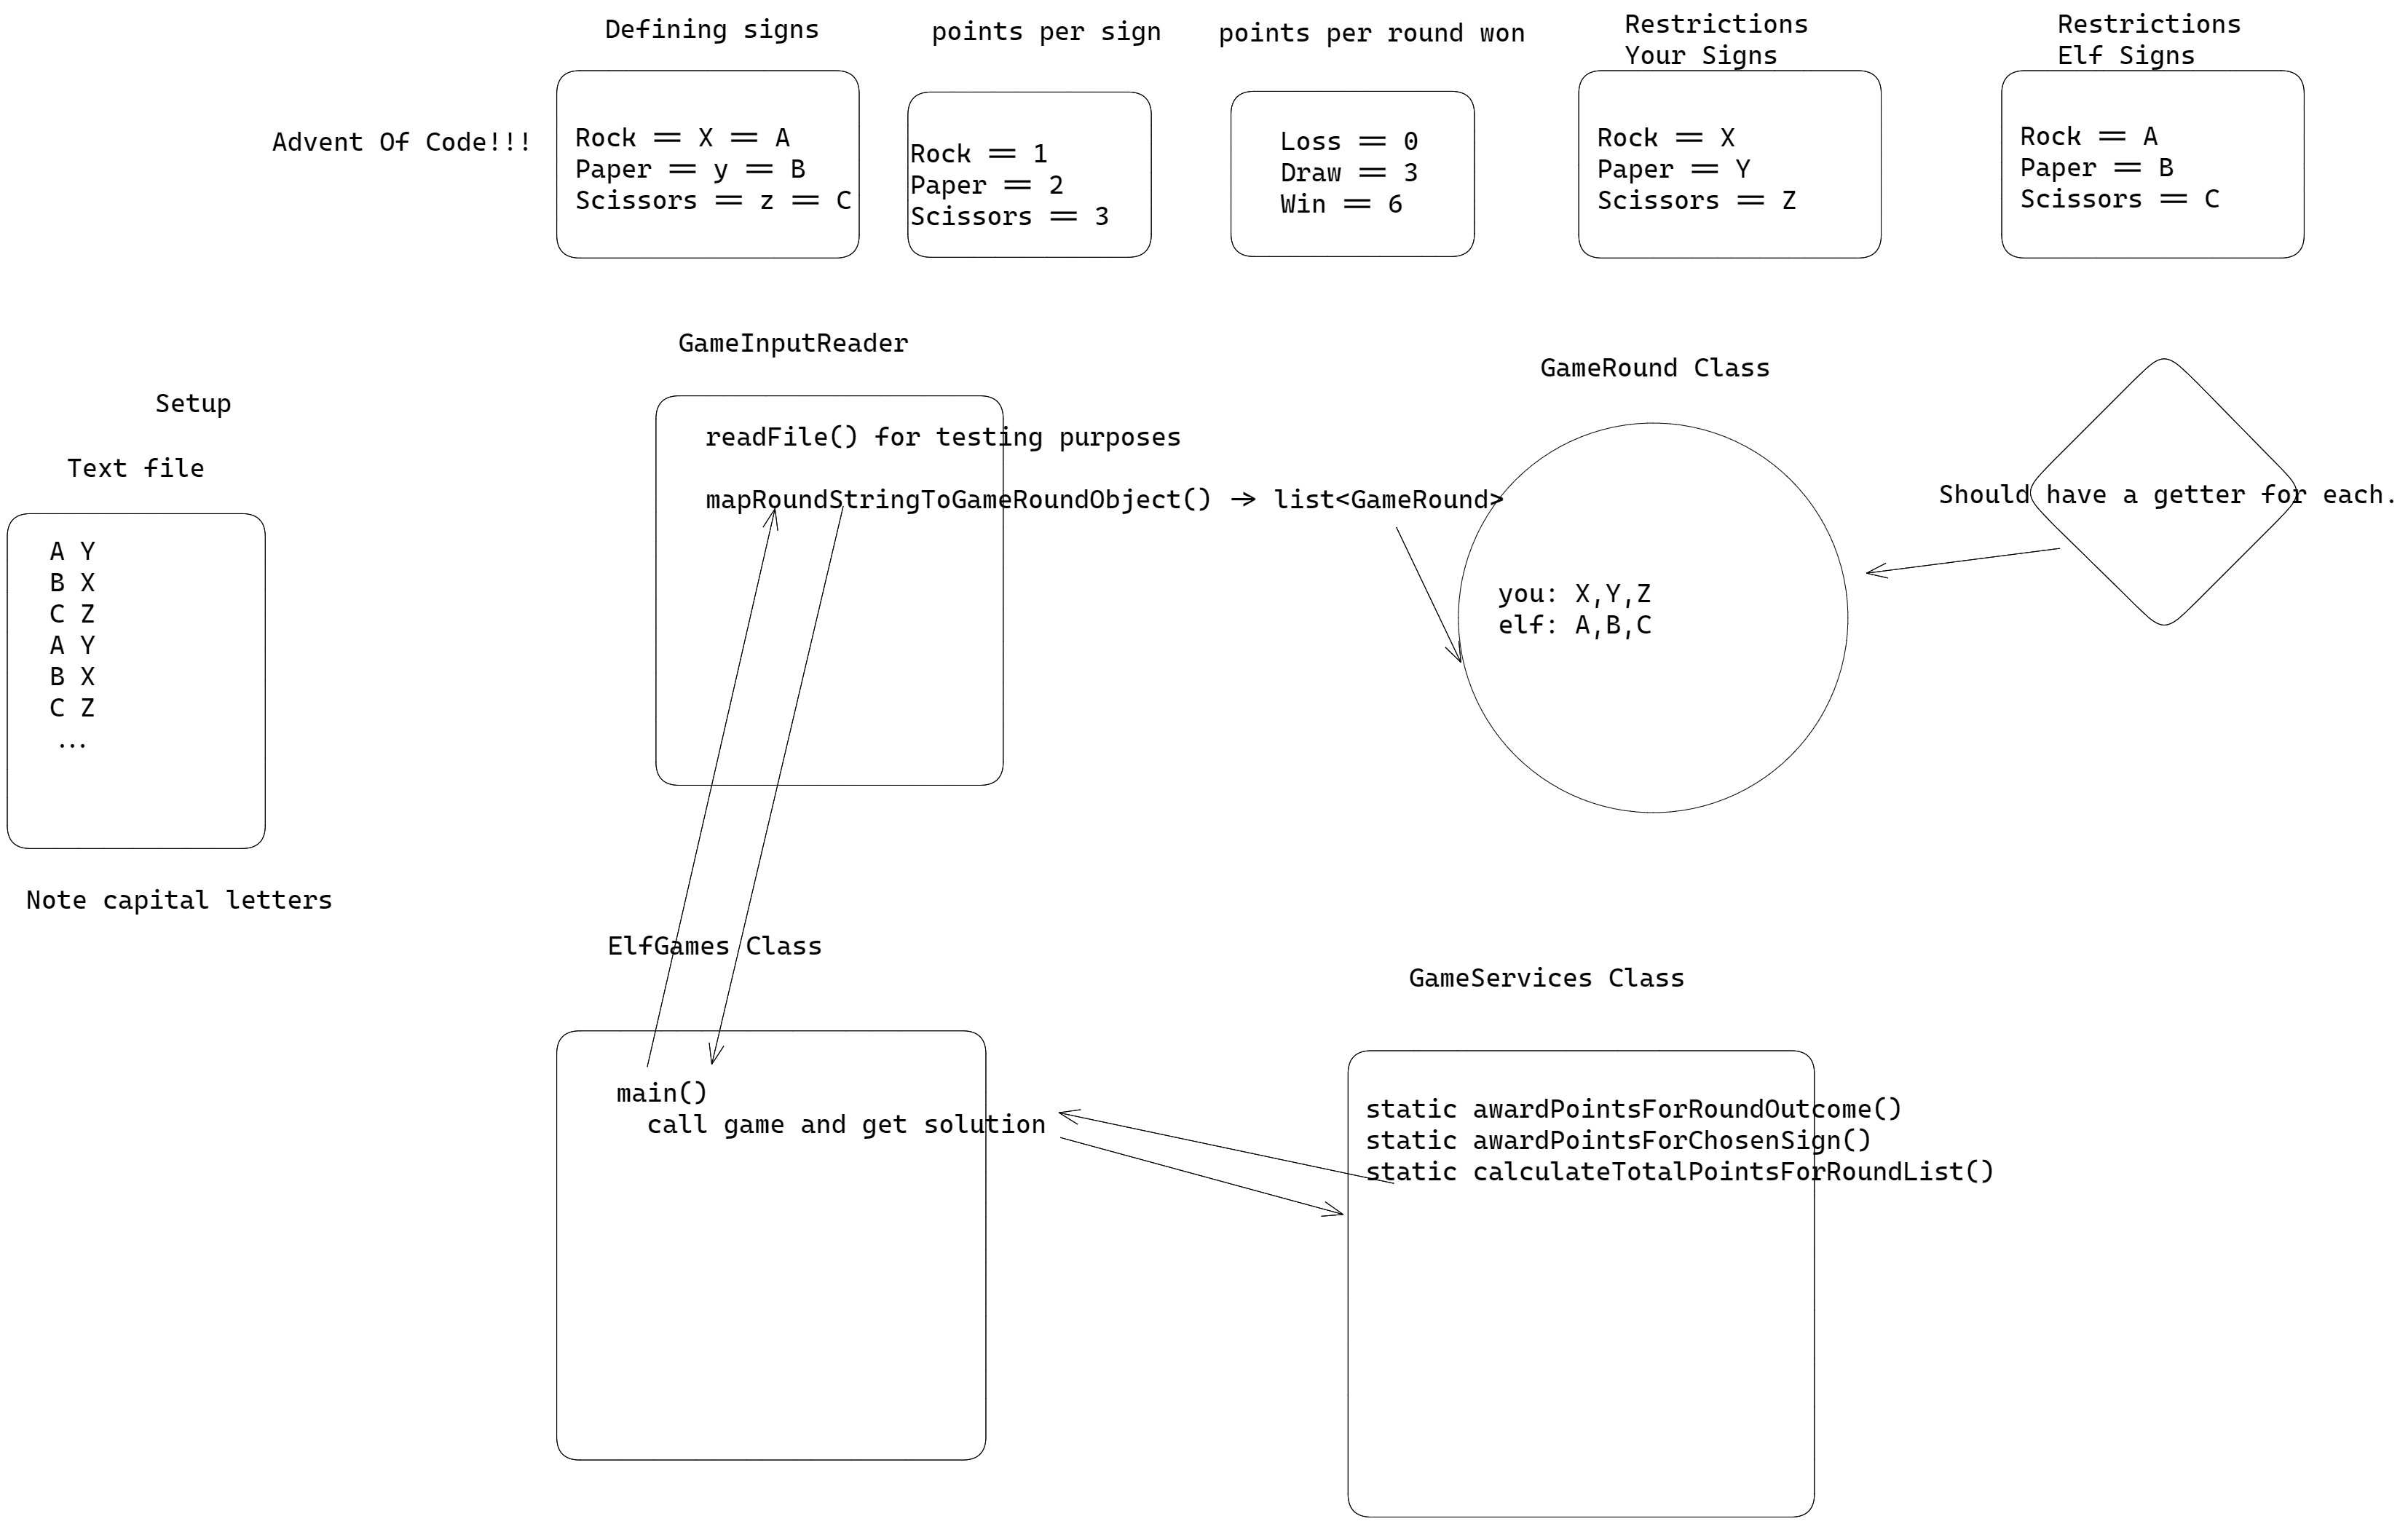 Advent Of Code!!!
Defining signs
Rock == X == A
Paper == y == B
Scissors == z == C
points per sign
Rock == 1
Paper == 2
Scissors == 3
points per round won
Loss == 0
Draw == 3
Win == 6
Restrictions
Your Signs
Rock == X
Paper == Y
Scissors == Z
Restrictions
Elf Signs
Rock == A
Paper == B
Scissors == C
Setup
Text file
A Y
B X
C Z
A Y
B X
C Z
...
Note capital letters
GameInputReader
readFile() for testing purposes
mapRoundStringToGameRoundObject() -> list<GameRound>
GameRound Class
you: X,Y,Z
elf: A,B,C
Should have a getter for each.
ElfGames Class
main()
call game and get solution
GameServices Class
static awardPointsForRoundOutcome()
static awardPointsForChosenSign()
static calculateTotalPointsForRoundList()